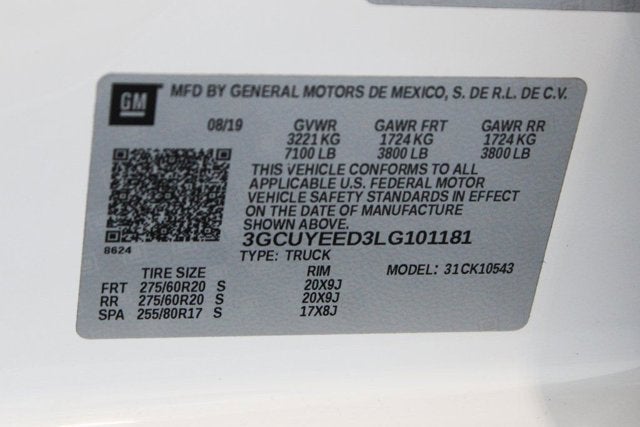 GM MFD BY GENERAL MOTORS DE MEXICO, S. DE R.L. DE C.V.
08/19 GVWR GAWR FRT GAWR RR
3221 KG 1724 KG 1724 KG
7100 LB 3800 LB 3800 LB
THIS VEHICLE CONFORMS TO ALL
APPLICABLE U.S. FEDERAL MOTOR
VEHICLE SAFETY STANDARDS IN EFFECT
ON THE DATE OF MANUFACTURE
SHOWN ABOVE.
3GCUYEED3LG101181
8624
TYPE: TRUCK
TIRE SIZE RIM MODEL: 31CK10543
FRT 275/60R20 S 20X9J
RR 275/60R20 S 20X9J
SPA 255/80R17 S 17X8J